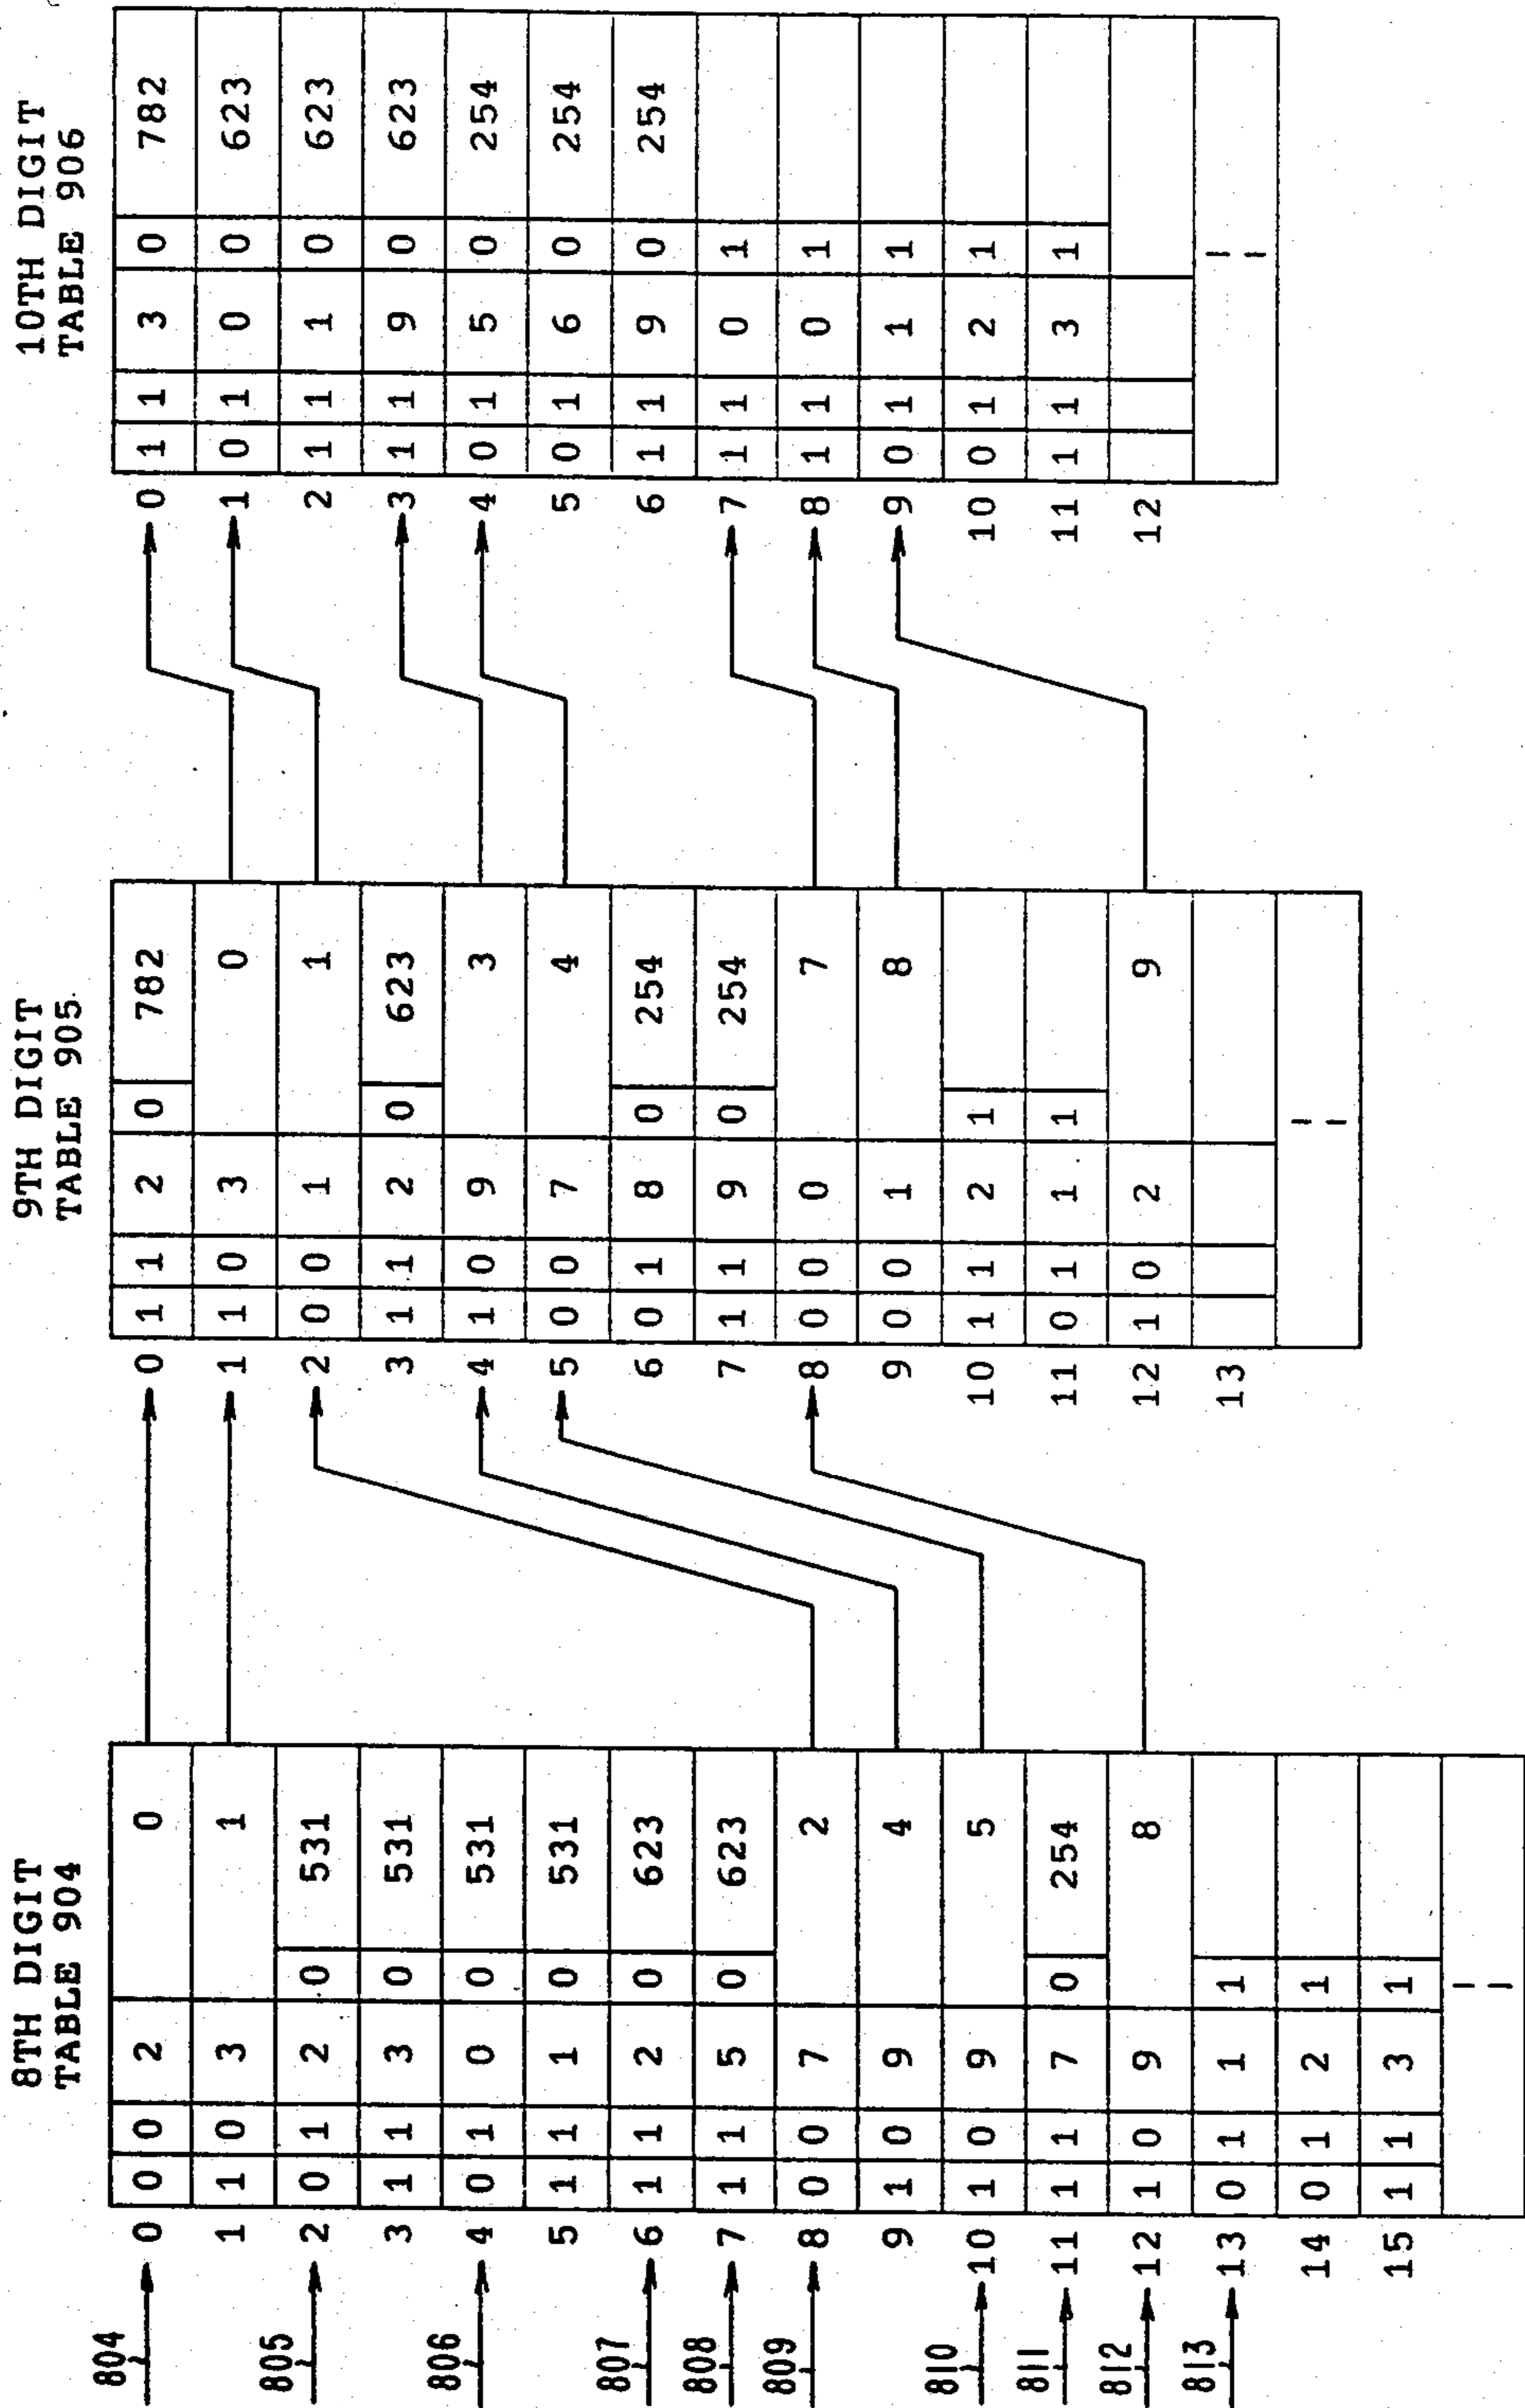 8TH DIGIT
TABLE 904
804 0 0 0 2 0
1 1 0 3 1
805 2 0 1 2 0 531
3 1 1 3 0 531
806 4 0 1 0 0 531
5 1 1 1 0 531
807 6 1 1 2 0 623
808 7 1 1 5 0 623
809 8 0 0 7 2
9 1 0 9 4
810 10 1 0 9 5
811 11 1 1 7 0 254
812 12 1 0 9 8
813 13 0 1 1 1
14 0 1 2 1
15 1 1 3 1
9TH DIGIT
TABLE 905
0 1 1 2 0 782
1 1 0 3 0
2 0 0 1 1
3 1 1 2 0 623
4 1 0 9 3
5 0 0 7 4
6 0 1 8 0 254
7 1 1 9 0 254
8 0 0 0 7
9 0 0 1 8
10 1 1 2 1
11 0 1 1 1
12 1 0 2 9
13
10TH DIGIT
TABLE 906
0 1 1 3 0 782
1 0 1 0 0 623
2 1 1 1 0 623
3 1 1 9 0 623
4 0 1 5 0 254
5 0 1 6 0 254
6 1 1 9 0 254
7 1 1 0 1
8 1 1 0 1
9 0 1 1 1
10 0 1 2 1
11 1 1 3 1
12